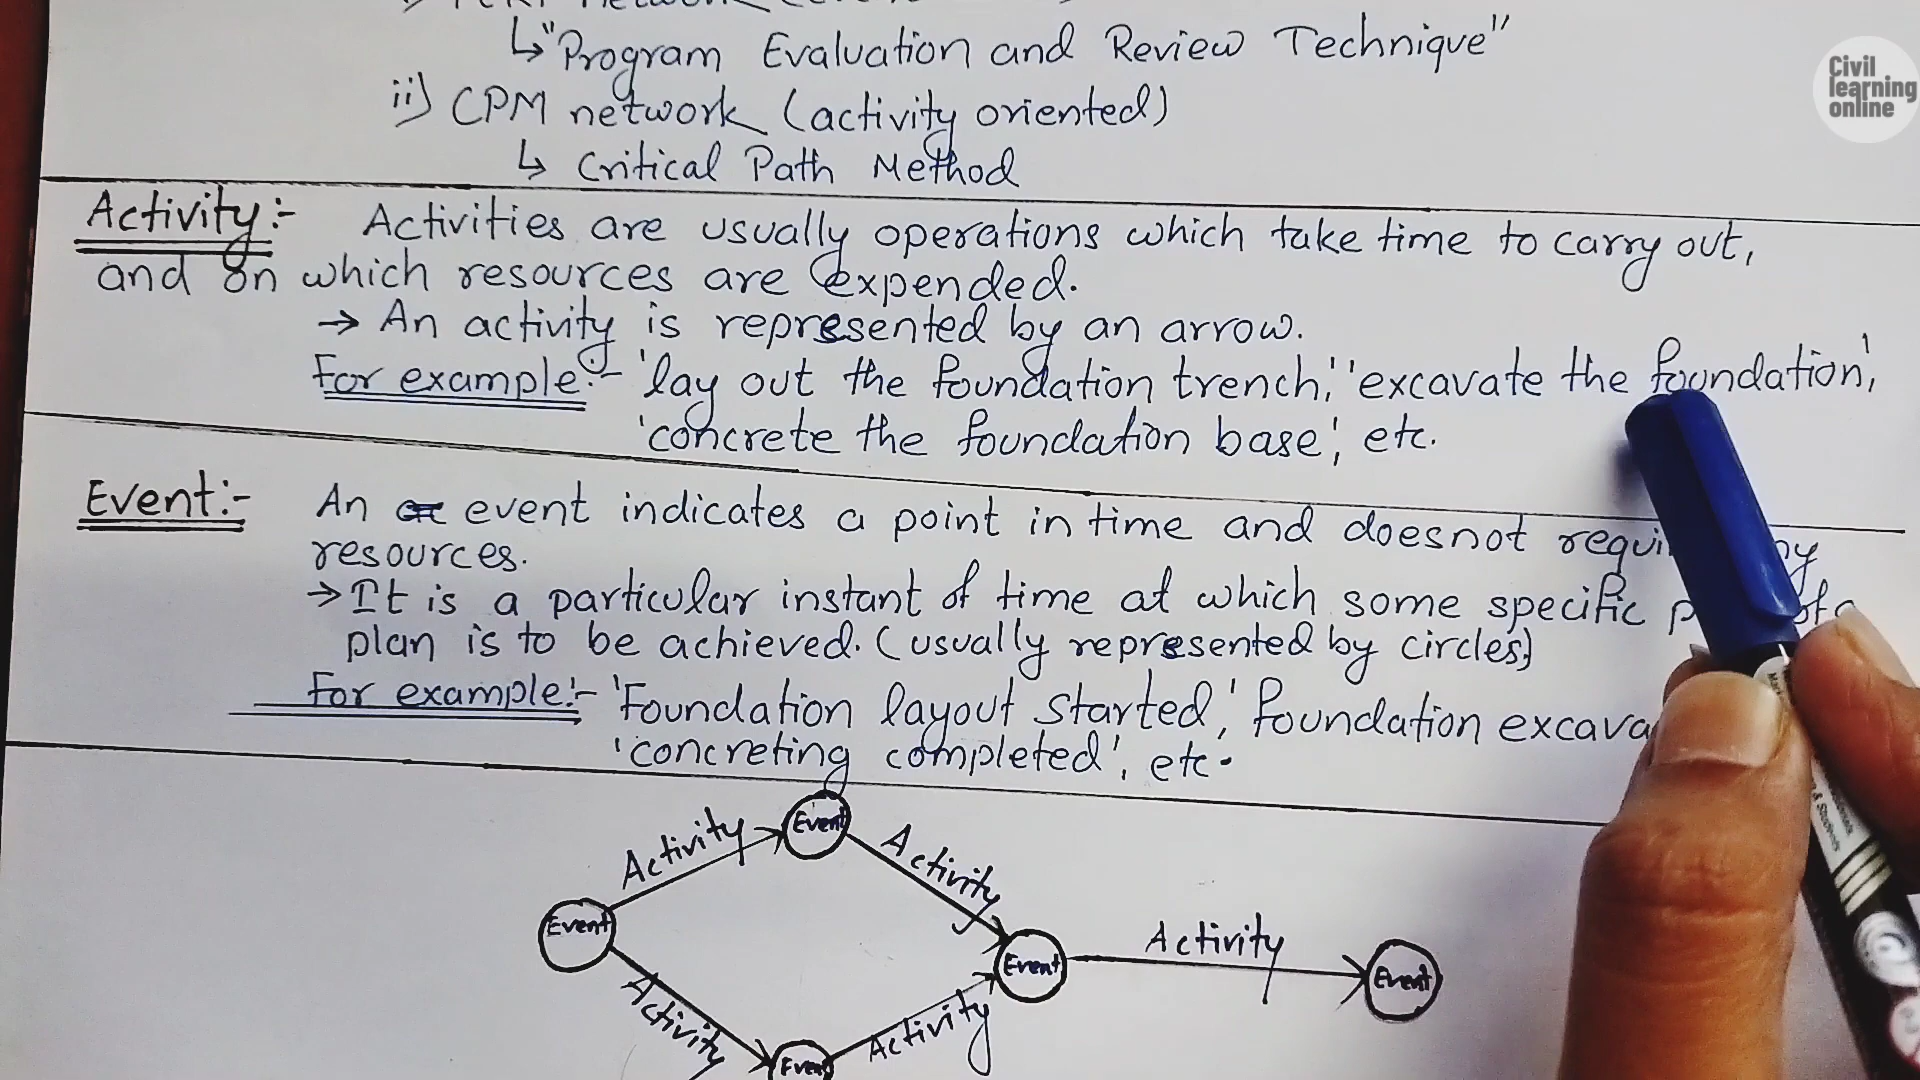 "Program Evaluation and Review Technique"
ii) CPM network (activity oriented)
↳ Critical Path Method
Activity:- Activities are usually operations which take time to carry out,
and on which resources are expended.
→ An activity is represented by an arrow.
For example:- 'lay out the foundation trench,' 'excavate the foundation',
'concrete the foundation base', etc.
Event:- An event indicates a point in time and doesnot
resources.
→ It is a particular instant of time at which some specific
plan is to be achieved. (usually represented by circles)
For example:- 'Foundation layout started,' foundation
'concreting completed', etc.
Activity
Event
Activity
Event
Activity
Event
Event
Activity
Activity
Event
Civil
learning
online